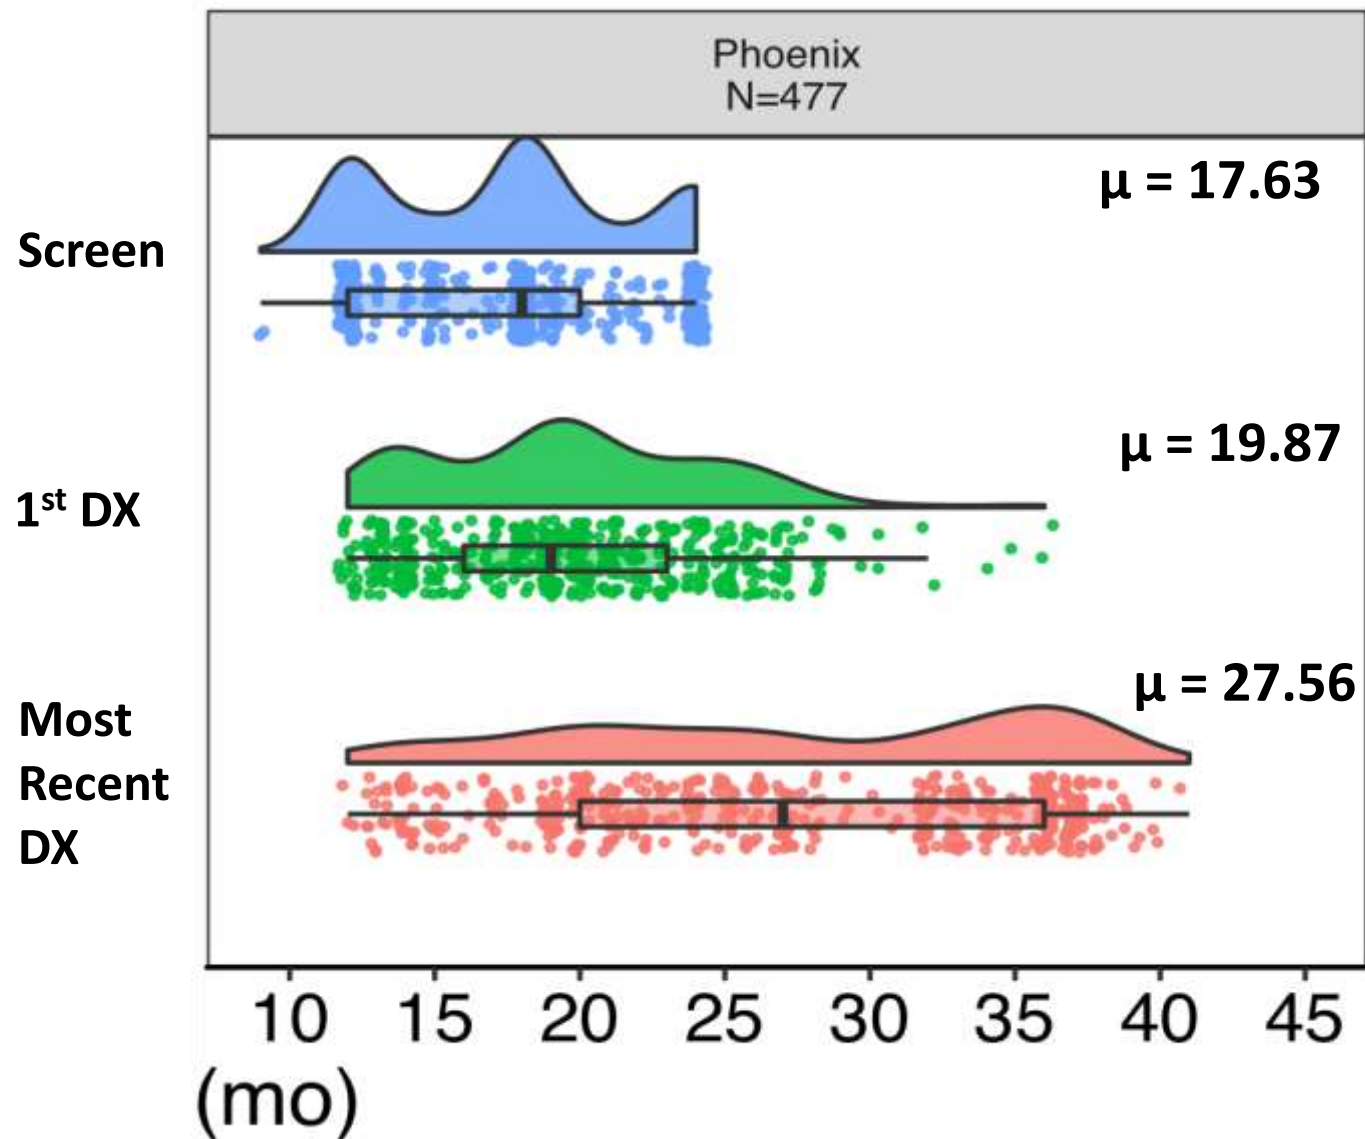 Phoenix
N=477
μ = 17.63
Screen
μ = 19.87
1st DX
μ = 27.56
Most
Recent
DX
10 15 20 25 30 35 40 45
(mo)